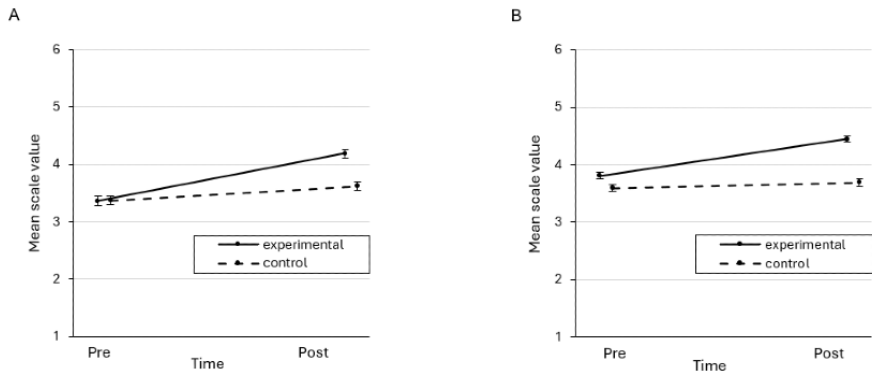 A
6
5
4
3
2
1
Mean scale value
experimental
control
Pre
Post
Time
B
6
5
4
3
2
1
Mean scale value
experimental
control
Pre
Post
Time